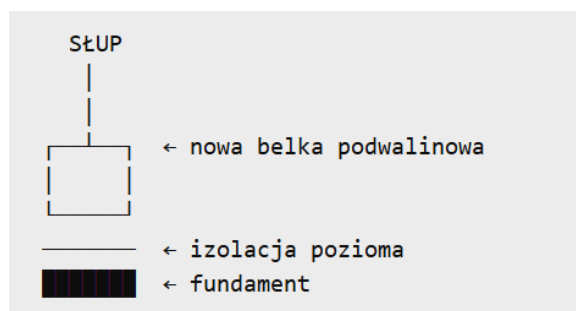 SŁUP
← nowa belka podwalinowa
← izolacja pozioma
← fundament